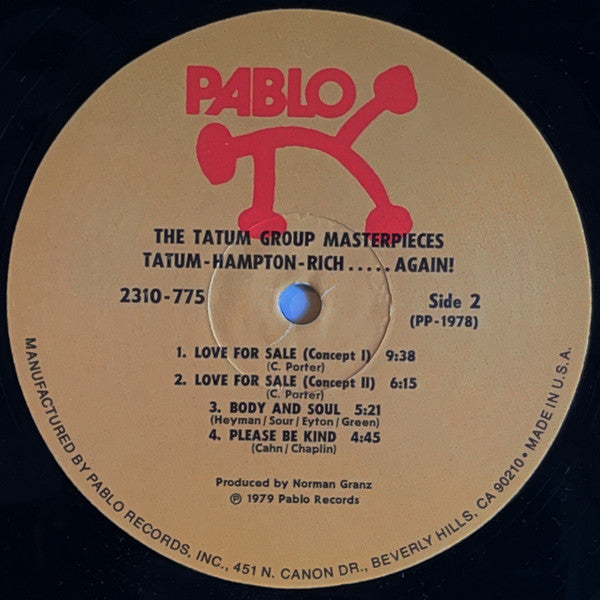 PABLO
THE TATUM GROUP MASTERPIECES
TATUM-HAMPTON-RICH.....AGAIN!
2310-775
Side 2
(PP-1978)
1. LOVE FOR SALE (Concept I) 9:38
(C. Porter)
2. LOVE FOR SALE (Concept II) 6:15
(C. Porter)
3. BODY AND SOUL 5:21
(Heyman/Sour/Eyton/Green)
4. PLEASE BE KIND 4:45
(Cahn/Chaplin)
Produced by Norman Granz
℗ 1979 Pablo Records
MANUFACTURED BY PABLO RECORDS, INC., 451 N. CANON DR., BEVERLY HILLS, CA 90210 • MADE IN U.S.A.